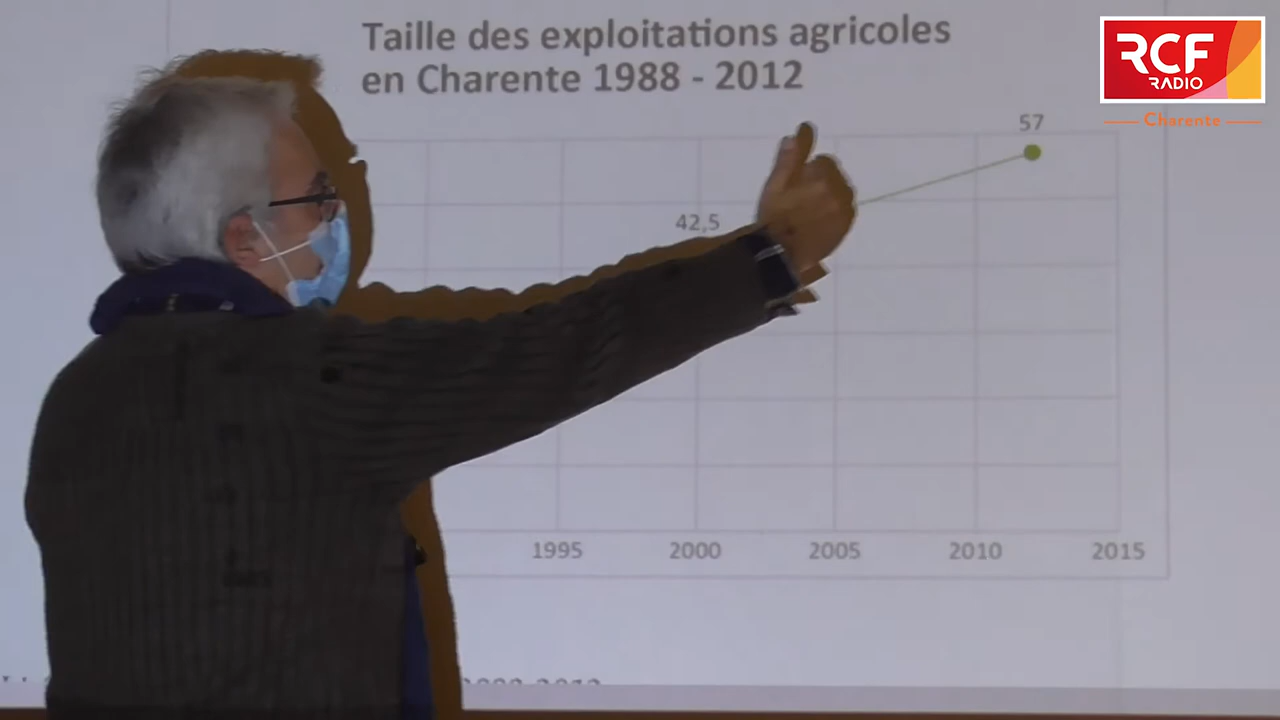 Taille des exploitations agricoles
en Charente 1988 - 2012
RCF
RADIO
Charente
57
42,5
1995 2000 2005 2010 2015